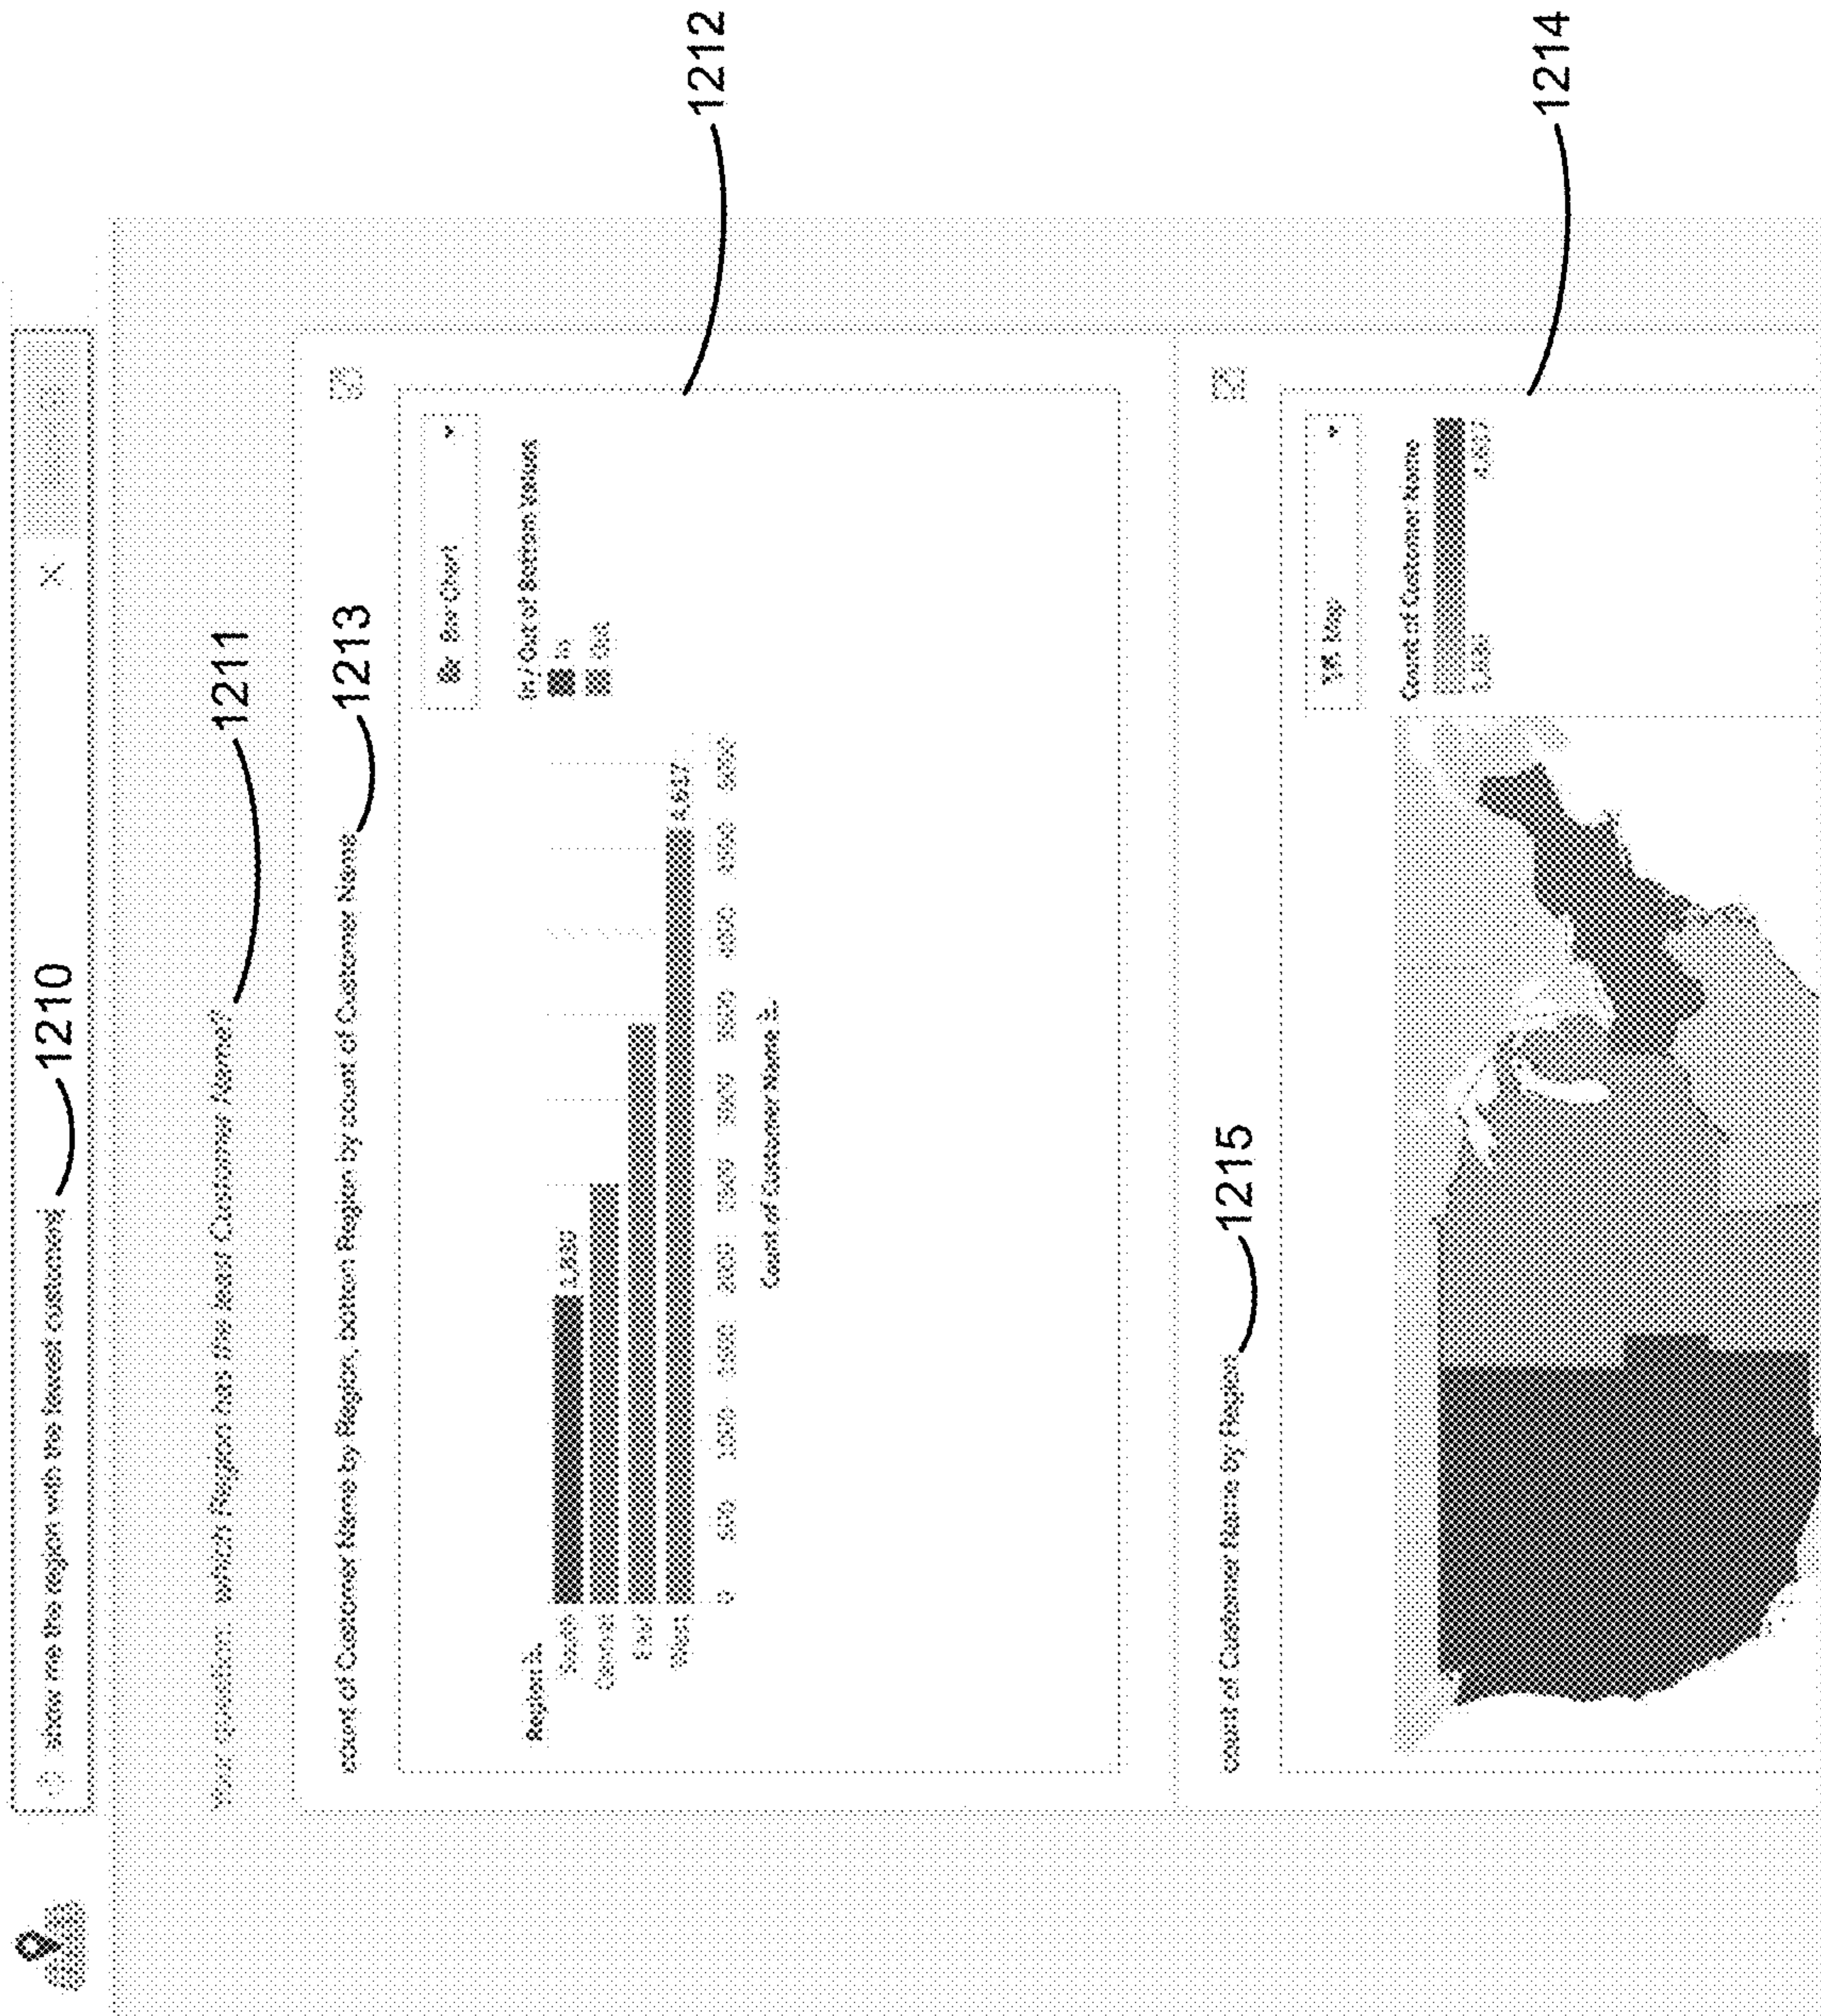 show me the region with the fewest customers
1210
Your question: which Region has the least Customer Name?
1211
count of Customer Name by Region, bottom Region by count of Customer Name
1213
Bar Chart
In / Out of Bottom Values
In
Out
Region
South
Central
East
West
4,697
0 500 1000 1500 2000 2500 3000 3500 4000 4500 5000
Count of Customer Name
1212
count of Customer Name by Region
1215
Map
Count of Customer Name
4,697
1214